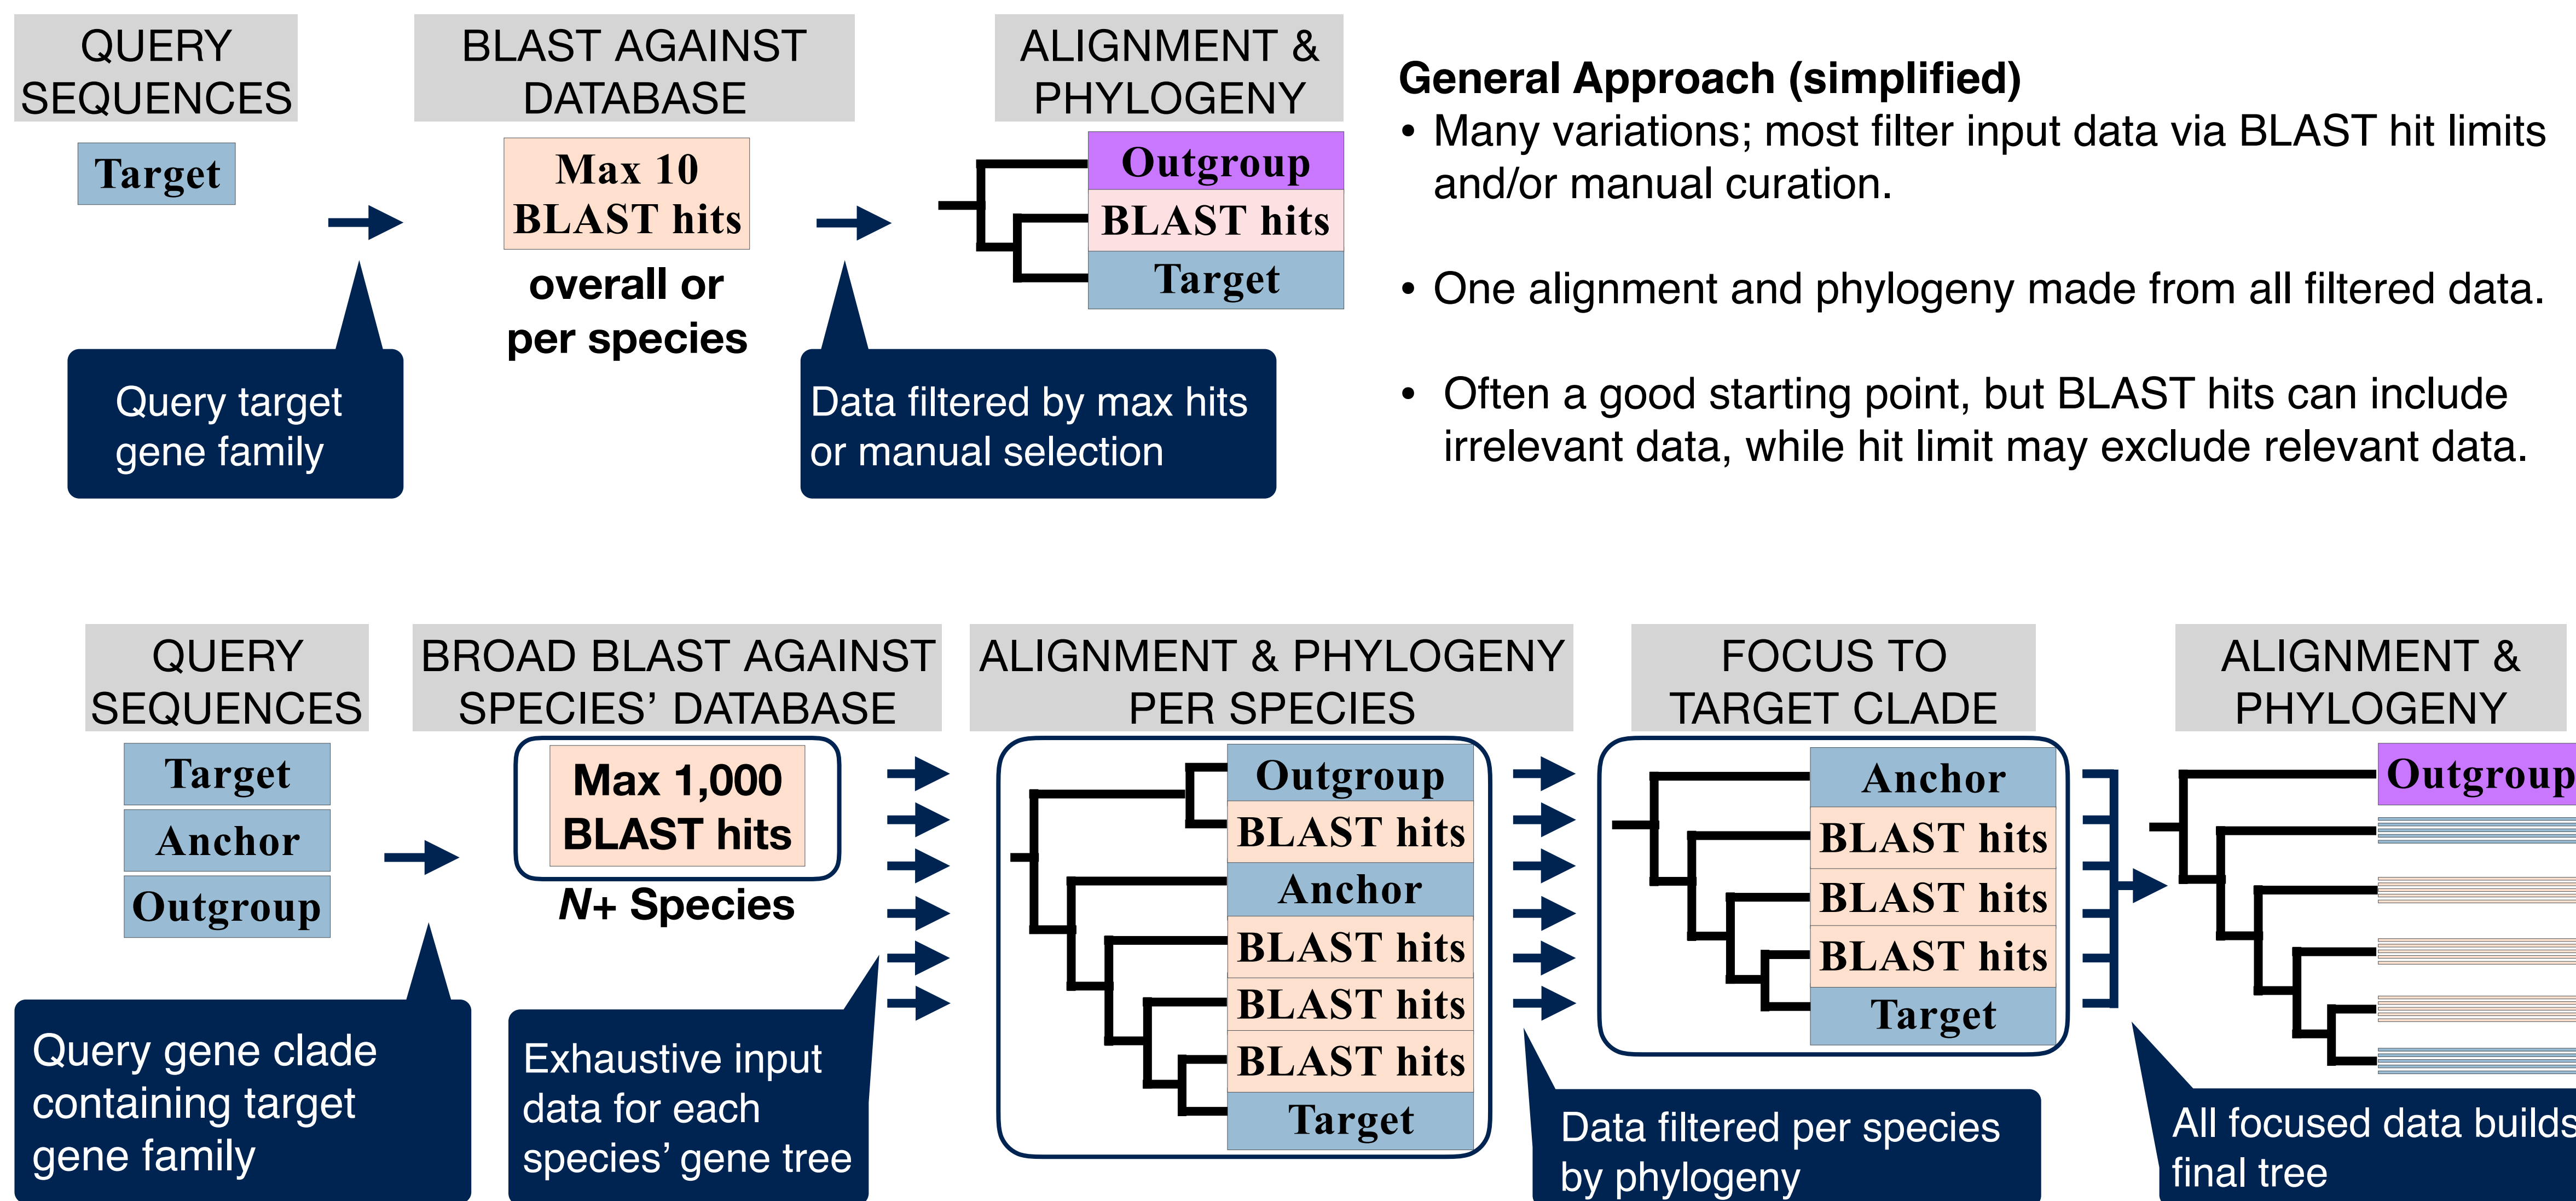 QUERY
SEQUENCES
BLAST AGAINST
DATABASE
ALIGNMENT &
PHYLOGENY
Target
Max 10
BLAST hits
overall or
per species
Outgroup
BLAST hits
Target
Query target
gene family
Data filtered by max hits
or manual selection
General Approach (simplified)
• Many variations; most filter input data via BLAST hit limits
and/or manual curation.
• One alignment and phylogeny made from all filtered data.
• Often a good starting point, but BLAST hits can include
irrelevant data, while hit limit may exclude relevant data.
QUERY
SEQUENCES
BROAD BLAST AGAINST
SPECIES’ DATABASE
ALIGNMENT & PHYLOGENY
PER SPECIES
FOCUS TO
TARGET CLADE
ALIGNMENT &
PHYLOGENY
Target
Anchor
Outgroup
Max 1,000
BLAST hits
N+ Species
Outgroup
BLAST hits
Anchor
BLAST hits
BLAST hits
BLAST hits
Target
Anchor
BLAST hits
BLAST hits
BLAST hits
Target
Outgroup
Query gene clade
containing target
gene family
Exhaustive input
data for each
species’ gene tree
Data filtered per species
by phylogeny
All focused data builds
final tree